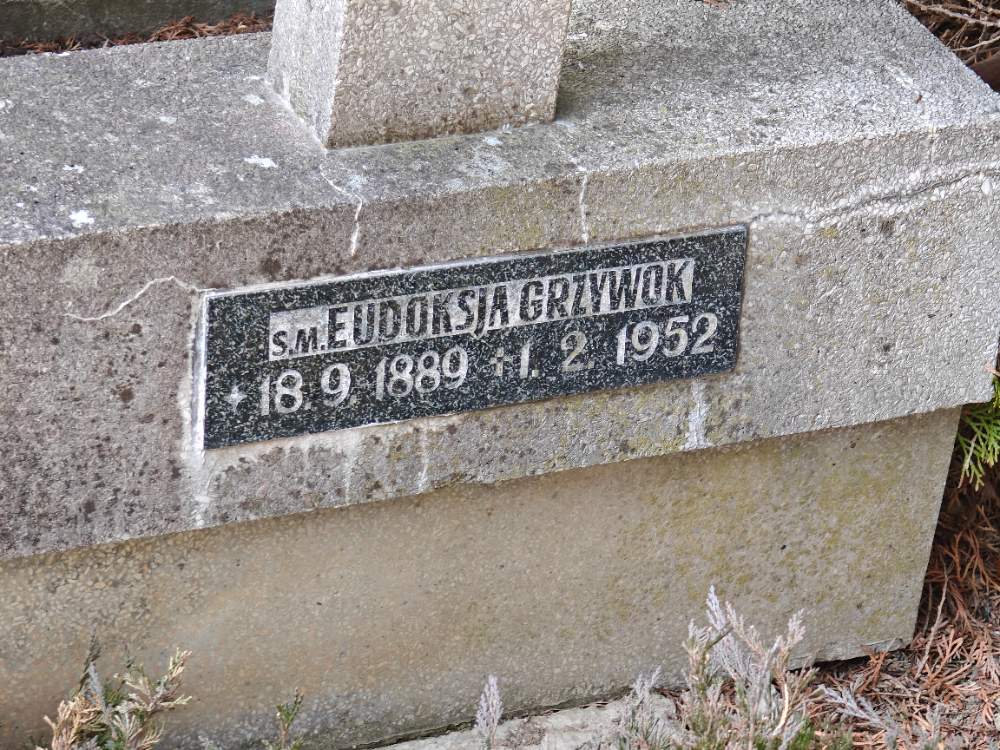 S.M. EUDOKSJA GRZYWOK
* 18.9. 1889 + 1. 2. 1952